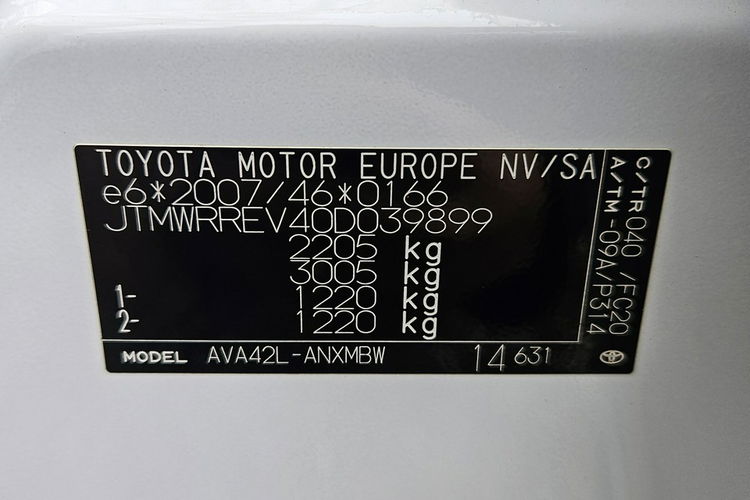 TOYOTA MOTOR EUROPE NV/SA
e6*2007/46*0166
JTMWRREV40D039899
2205 kg
3005 kg
1- 1220 kg
2- 1220 kg
MODEL AVA42L-ANXMBW 14 631
C/TR 040 /FC20
A/TM -09A/P314